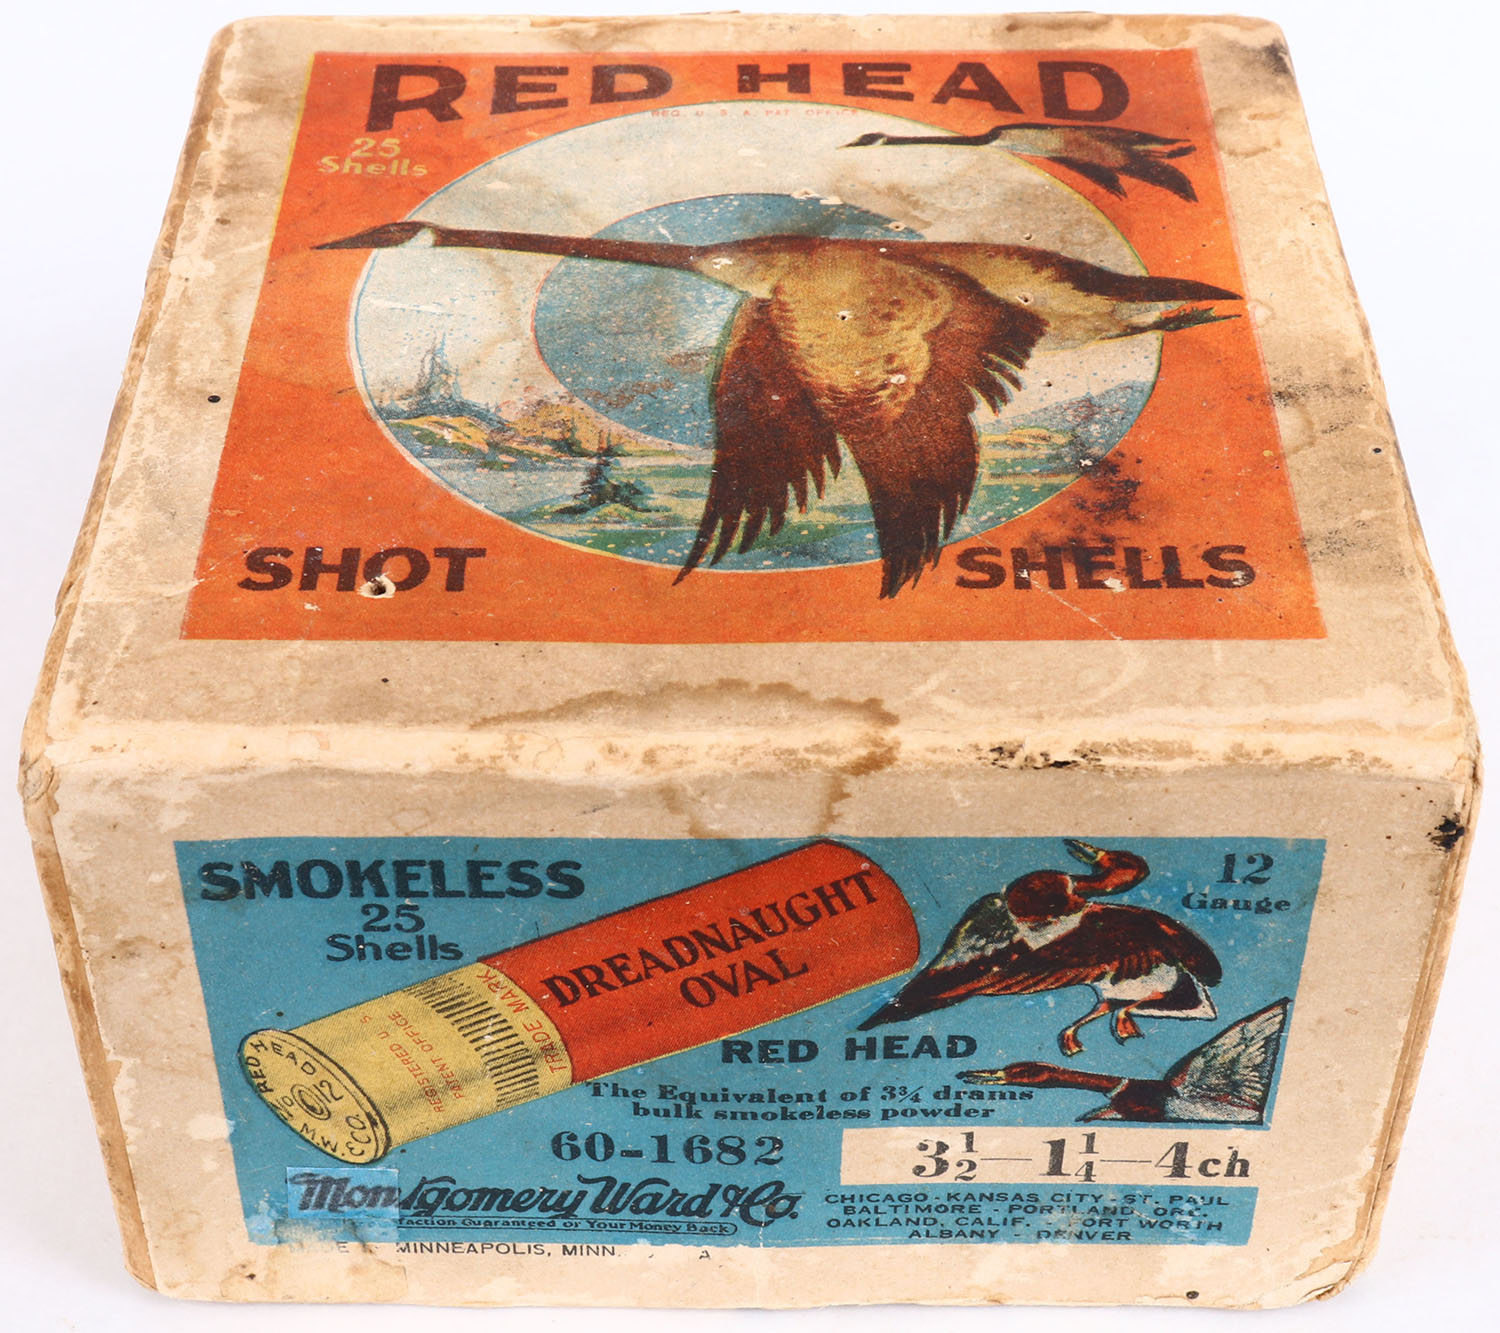 RED HEAD
REG. U. S. A. PAT. OFFICE
25
Shells
SHOT SHELLS
SMOKELESS
25
Shells
12
Gauge
DREADNAUGHT
OVAL
TRADE MARK
REGISTERED U S
PATENT OFFICE
RED HEAD 12
M.W. & CO.
RED HEAD
The Equivalent of 3¾ drams
bulk smokeless powder
60-1682
3½—1¼—4ch
Montgomery Ward & Co.
faction Guaranteed or Your Money Back
CHICAGO - KANSAS CITY - ST. PAUL
BALTIMORE - PORTLAND, ORE.
OAKLAND, CALIF. - FORT WORTH
ALBANY - DENVER
MINNEAPOLIS, MINN.